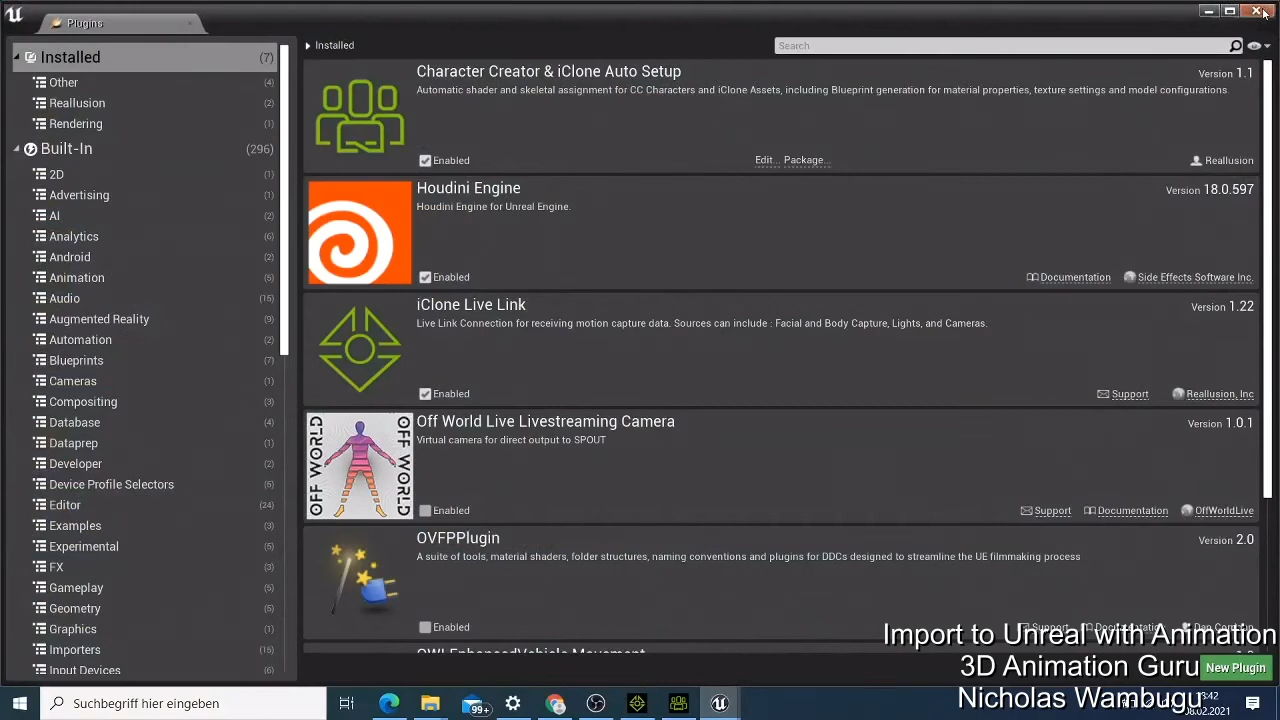 Plugins
Installed (7)
Other (4)
Reallusion (2)
Rendering (1)
Built-In (296)
2D (1)
Advertising (1)
AI (2)
Analytics (6)
Android (2)
Animation (5)
Audio (15)
Augmented Reality (9)
Automation (2)
Blueprints (7)
Cameras (1)
Compositing (3)
Database (4)
Dataprep (1)
Developer (2)
Device Profile Selectors (5)
Editor (24)
Examples (3)
Experimental (5)
FX (3)
Gameplay (5)
Geometry (5)
Graphics (1)
Importers (15)
Input Devices (6)
Installed
Search
Character Creator & iClone Auto Setup
Version 1.1
Automatic shader and skeletal assignment for CC Characters and iClone Assets, including Blueprint generation for material properties, texture settings and model configurations.
Enabled Edit... Package... Reallusion
Houdini Engine
Version 18.0.597
Houdini Engine for Unreal Engine.
Enabled Documentation Side Effects Software Inc.
iClone Live Link
Version 1.22
Live Link Connection for receiving motion capture data. Sources can include : Facial and Body Capture, Lights, and Cameras.
Enabled Support Reallusion, Inc
OFF WORLD
OFF WORLD
Off World Live Livestreaming Camera
Version 1.0.1
Virtual camera for direct output to SPOUT
Enabled Support Documentation OffWorldLive
OVFPPlugin
Version 2.0
A suite of tools, material shaders, folder structures, naming conventions and plugins for DDCs designed to streamline the UE filmmaking process
Enabled Support
Import to Unreal with Animation
3D Animation Guru
New Plugin
Nicholas Wambugu
Suchbegriff hier eingeben
99+
08.02.2021